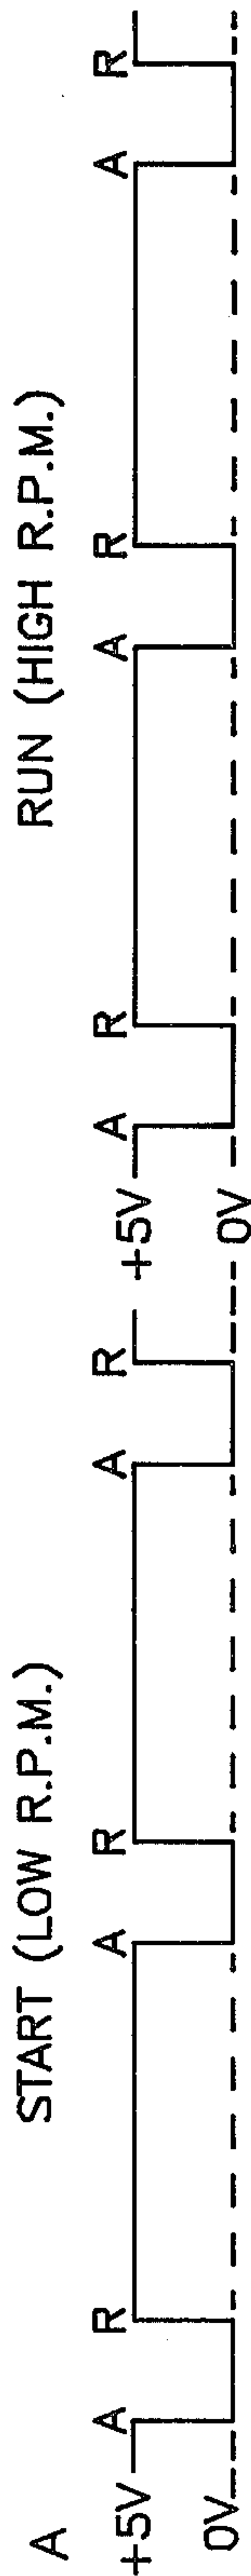 A START (LOW R.P.M.) RUN (HIGH R.P.M.)
A R A R A R A R A R A R
+5V +5V
0V 0V